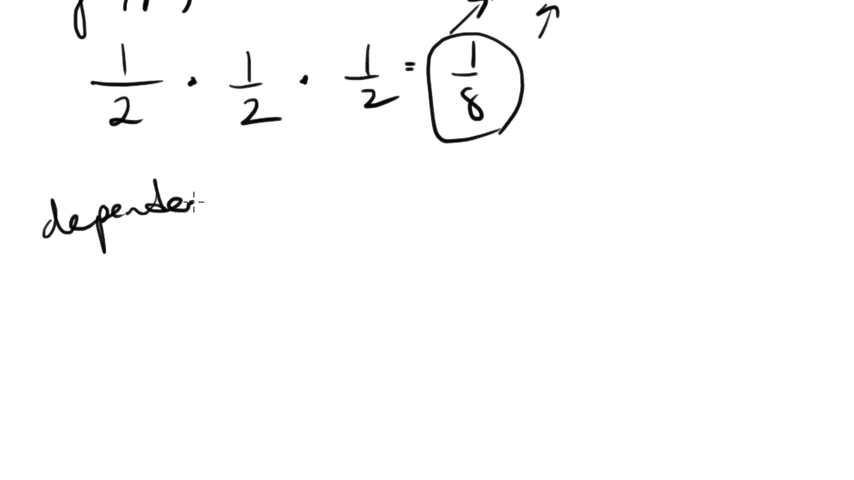 1/2 · 1/2 · 1/2 = 1/8
depende